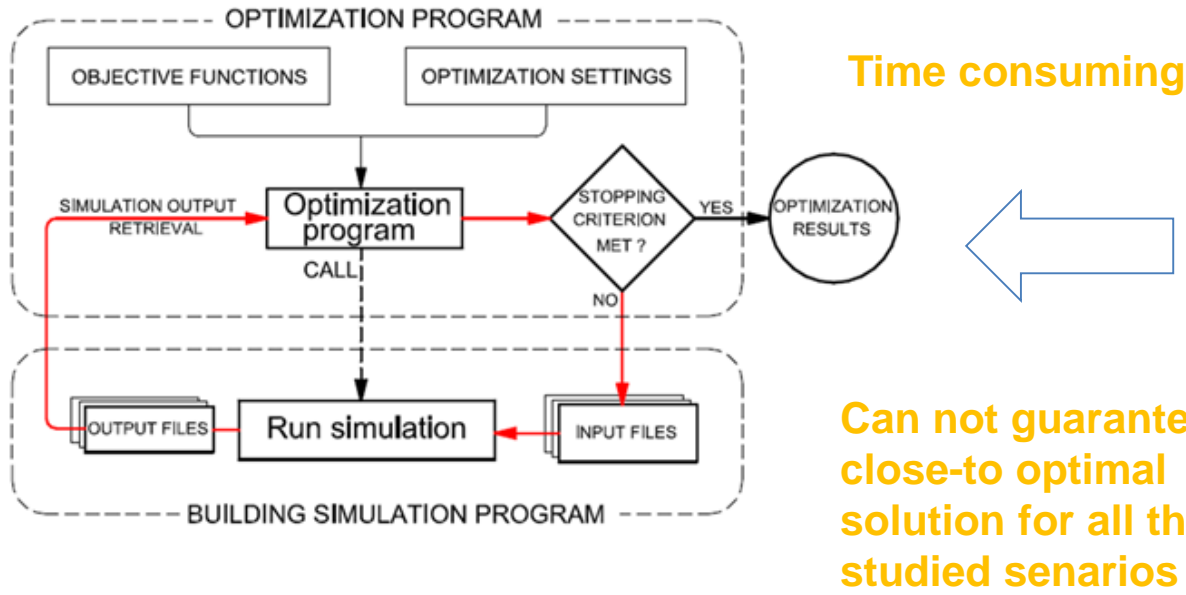 OPTIMIZATION PROGRAM
OBJECTIVE FUNCTIONS
OPTIMIZATION SETTINGS
Time consuming
SIMULATION OUTPUT
RETRIEVAL
Optimization
program
STOPPING
CRITERION
MET ?
YES
OPTIMIZATION
RESULTS
CALL
NO
OUTPUT FILES
Run simulation
INPUT FILES
BUILDING SIMULATION PROGRAM
Can not guarante
close-to optimal
solution for all th
studied senarios